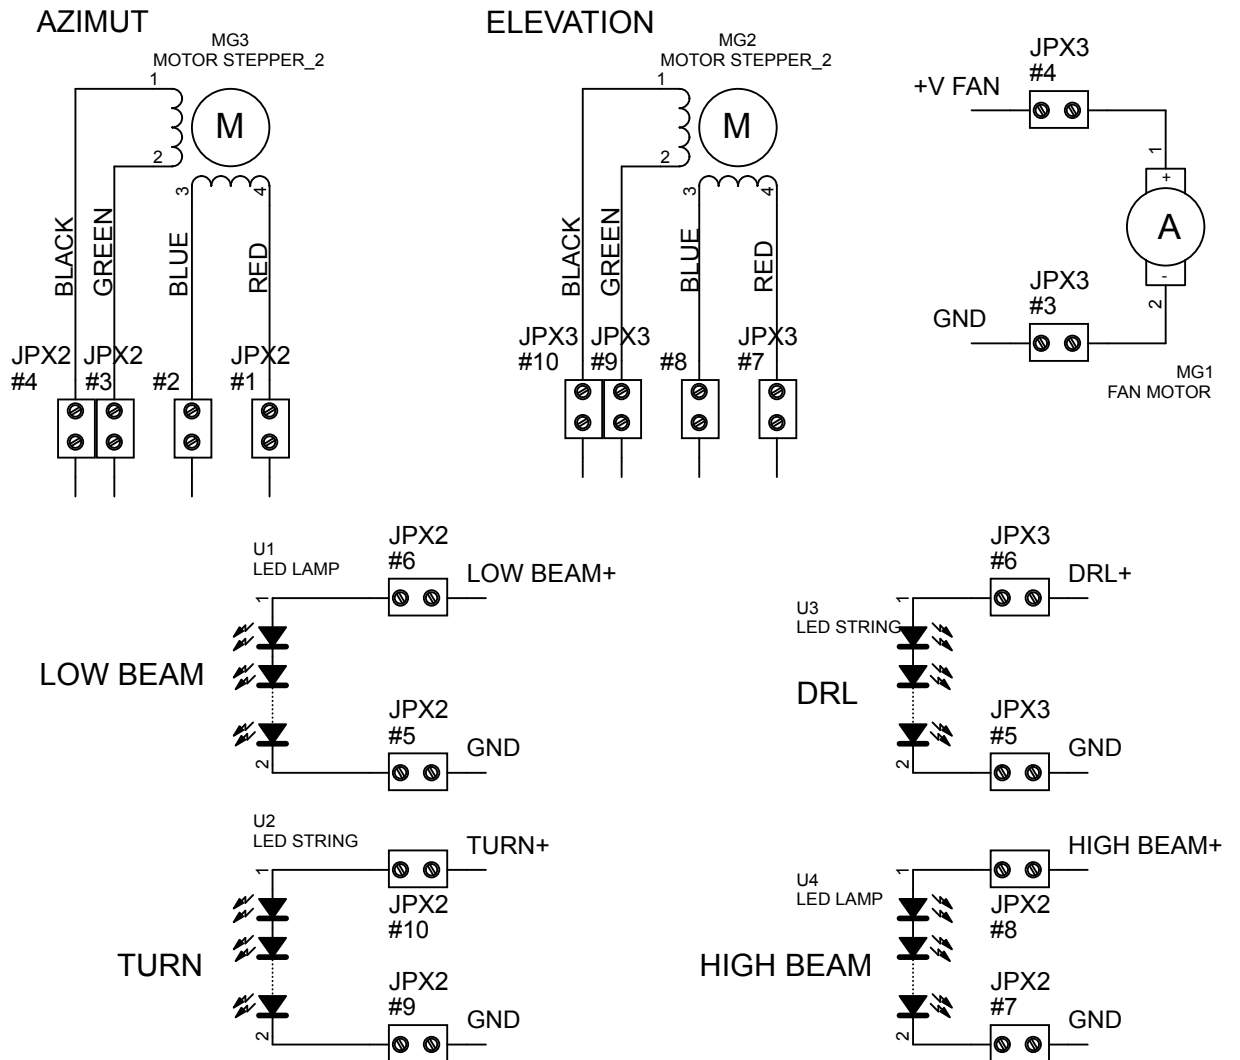 AZIMUT
MG3
MOTOR STEPPER_2
1
M
2
3
4
BLACK
GREEN
BLUE
RED
JPX2
#4
JPX2
#3
#2
JPX2
#1
ELEVATION
MG2
MOTOR STEPPER_2
1
M
2
3
4
BLACK
GREEN
BLUE
RED
JPX3
#10
JPX3
#9
#8
JPX3
#7
JPX3
#4
+V FAN
1
+
A
-
2
JPX3
#3
GND
MG1
FAN MOTOR
U1
LED LAMP
JPX2
#6
LOW BEAM+
1
LOW BEAM
JPX2
#5
GND
2
JPX3
#6
DRL+
1
U3
LED STRING
DRL
JPX3
#5
GND
2
U2
LED STRING
TURN+
1
JPX2
#10
TURN
JPX2
#9
GND
2
HIGH BEAM+
1
U4
LED LAMP
JPX2
#8
HIGH BEAM
JPX2
#7
GND
2